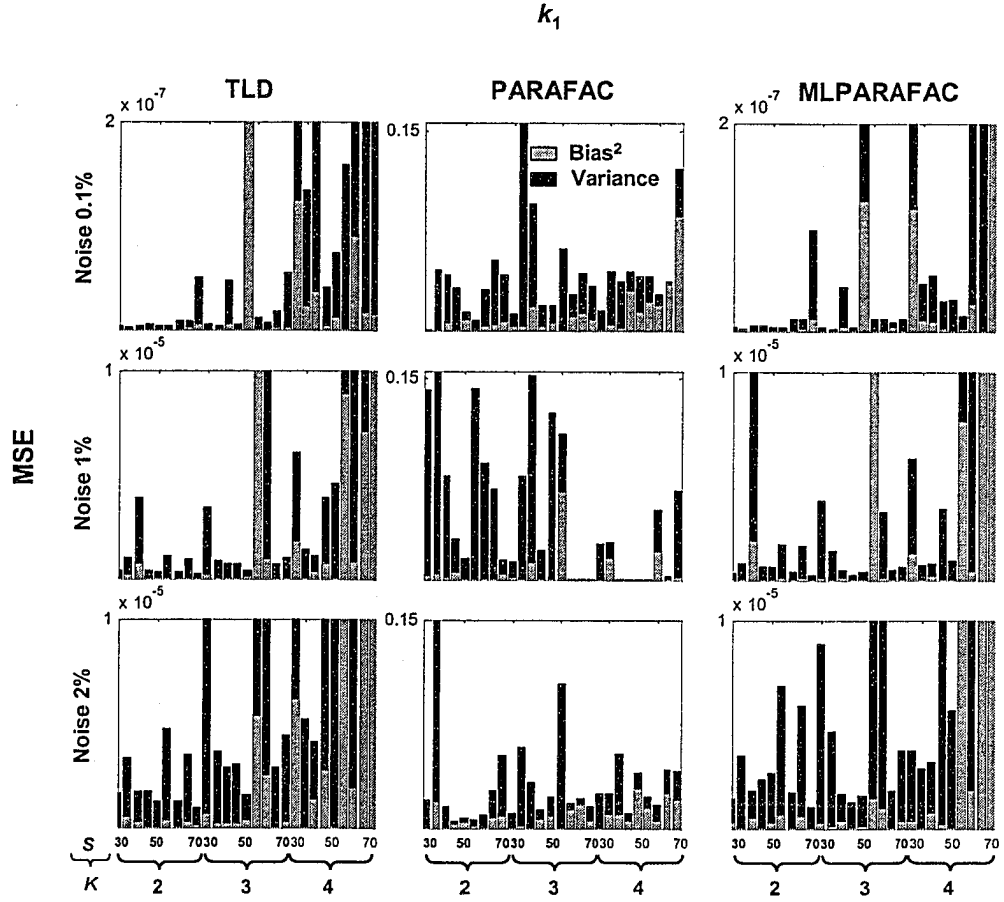 k1
TLD
PARAFAC
MLPARAFAC
x 10-7
2
0.15
x 10-7
2
Bias2
Variance
Noise 0.1%
x 10-5
1
0.15
x 10-5
1
Noise 1%
MSE
x 10-5
1
0.15
x 10-5
1
Noise 2%
S 30 50 70 30 50 70 30 50 70 30 50 70 30 50 70 30 50 70 30 50 70 30 50 70 30 50 70
K 2 3 4 2 3 4 2 3 4